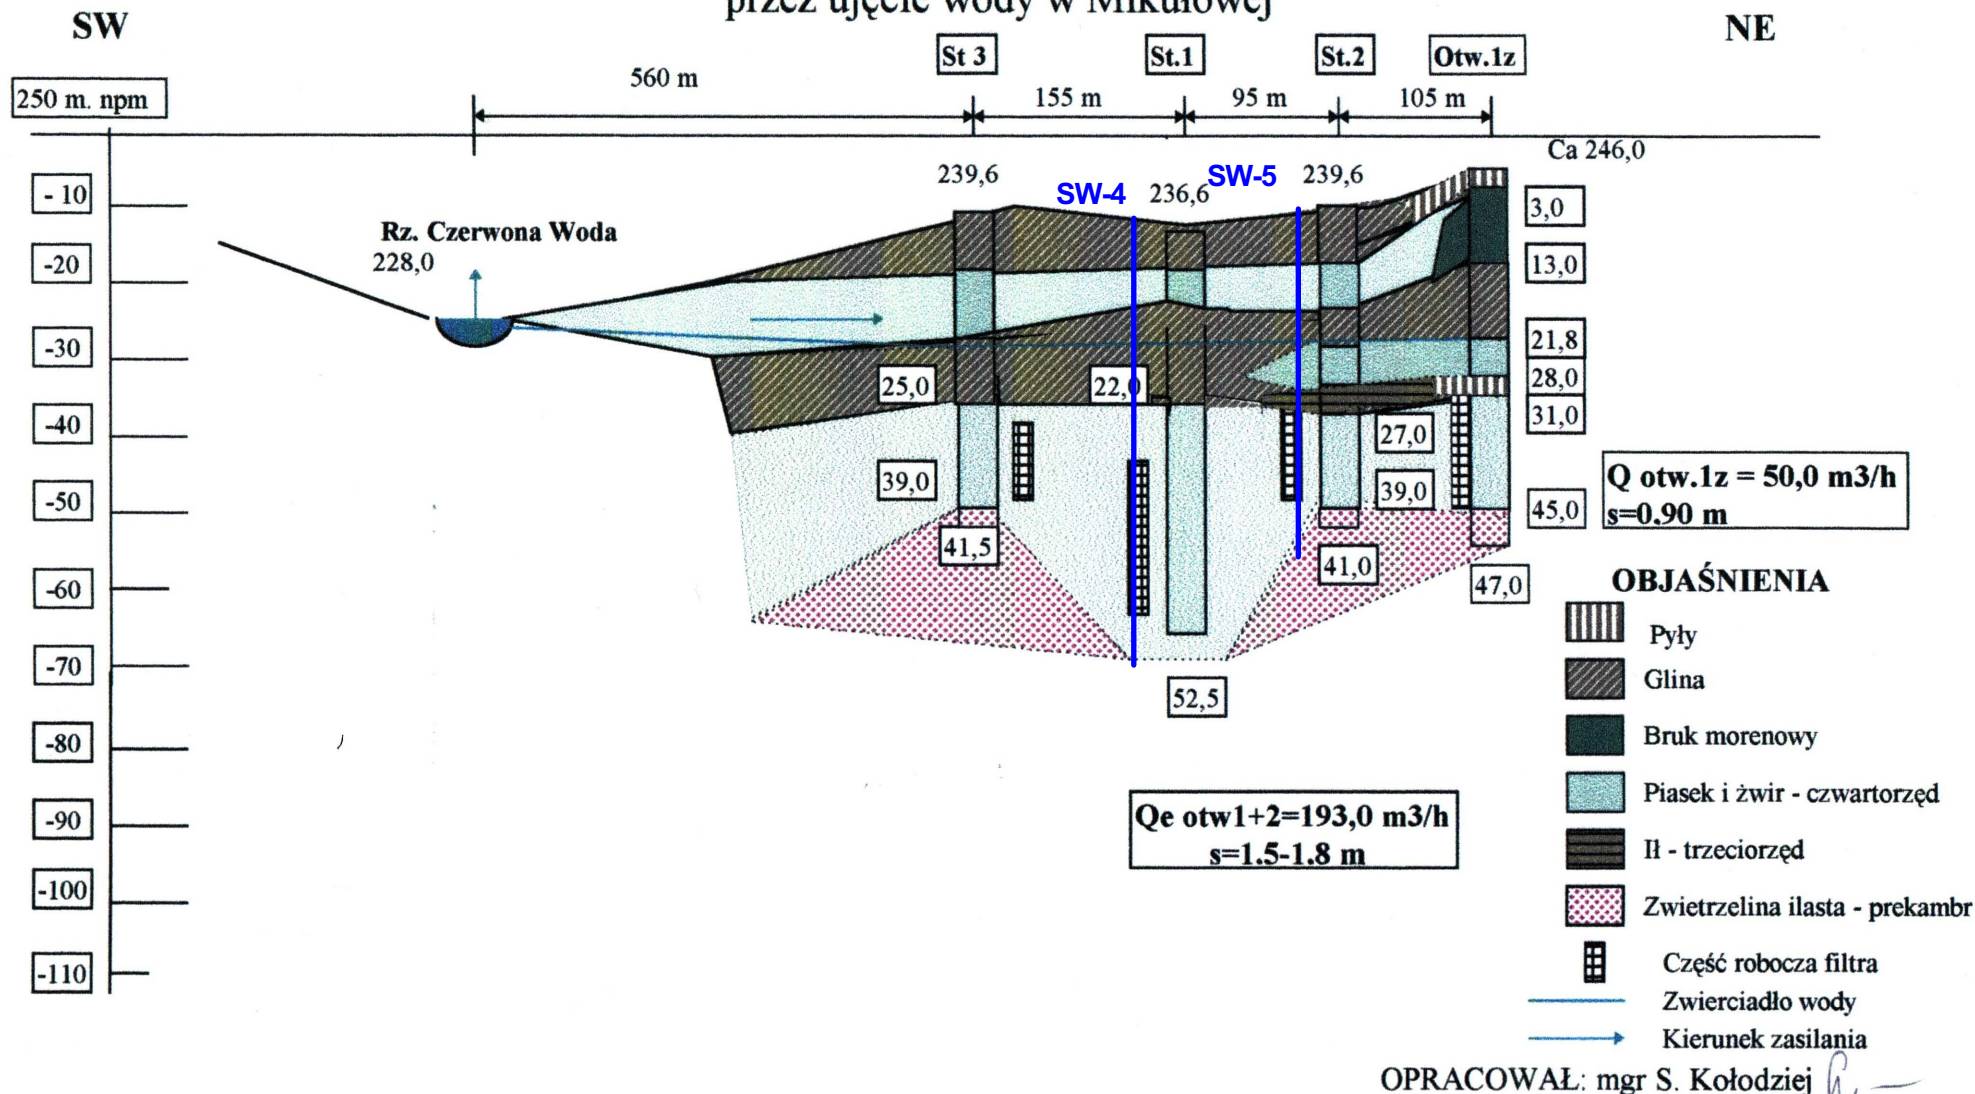 przez ujęcie wody w Mikułowej
SW
NE
St 3
St.1
St.2
Otw.1z
250 m. npm
560 m
155 m
95 m
105 m
Ca 246,0
239,6
SW-4
236,6
SW-5
239,6
- 10
-20
-30
-40
-50
-60
-70
-80
-90
-100
-110
Rz. Czerwona Woda
228,0
3,0
13,0
21,8
28,0
31,0
45,0
47,0
25,0
22,0
27,0
39,0
39,0
41,5
41,0
52,5
Q otw.1z = 50,0 m3/h
s=0.90 m
Qe otw1+2=193,0 m3/h
s=1.5-1.8 m
OBJAŚNIENIA
Pyły
Glina
Bruk morenowy
Piasek i żwir - czwartorzęd
Ił - trzeciorzęd
Zwietrzelina ilasta - prekambr
Część robocza filtra
Zwierciadło wody
Kierunek zasilania
OPRACOWAŁ: mgr S. Kołodziej